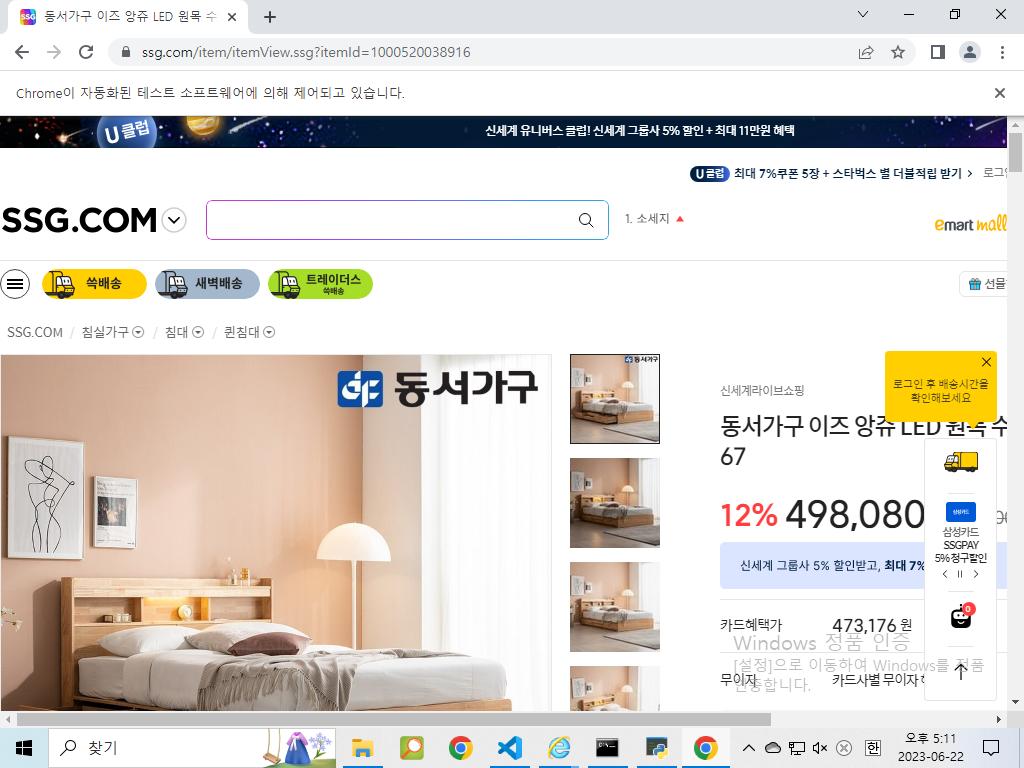 동서가구 이즈 앙쥬 LED 원목 수
ssg.com/item/itemView.ssg?itemId=1000520038916
Chrome이 자동화된 테스트 소프트웨어에 의해 제어되고 있습니다.
U클럽
신세계 유니버스 클럽! 신세계 그룹사 5% 할인 + 최대 11만원 혜택
U클럽 최대 7%쿠폰 5장 + 스타벅스 별 더블적립 받기 > 로그인
SSG.COM
1. 소세지
emart mall
쓱배송
새벽배송
트레이더스
쓱배송
선물
SSG.COM / 침실가구 / 침대 / 퀸침대
동서가구
동서가구
신세계라이브쇼핑
로그인 후 배송시간을
확인해보세요
동서가구 이즈 앙쥬 LED 원목 수
67
12% 498,080
삼성카드
삼성카드
SSGPAY
5% 청구할인
신세계 그룹사 5% 할인받고, 최대 7%
0
카드혜택가 473,176 원
무이자 카드사별 무이자
Windows 정품 인증
[설정]으로 이동하여 Windows를 정품
인증합니다.
찾기
한
오후 5:11
2023-06-22